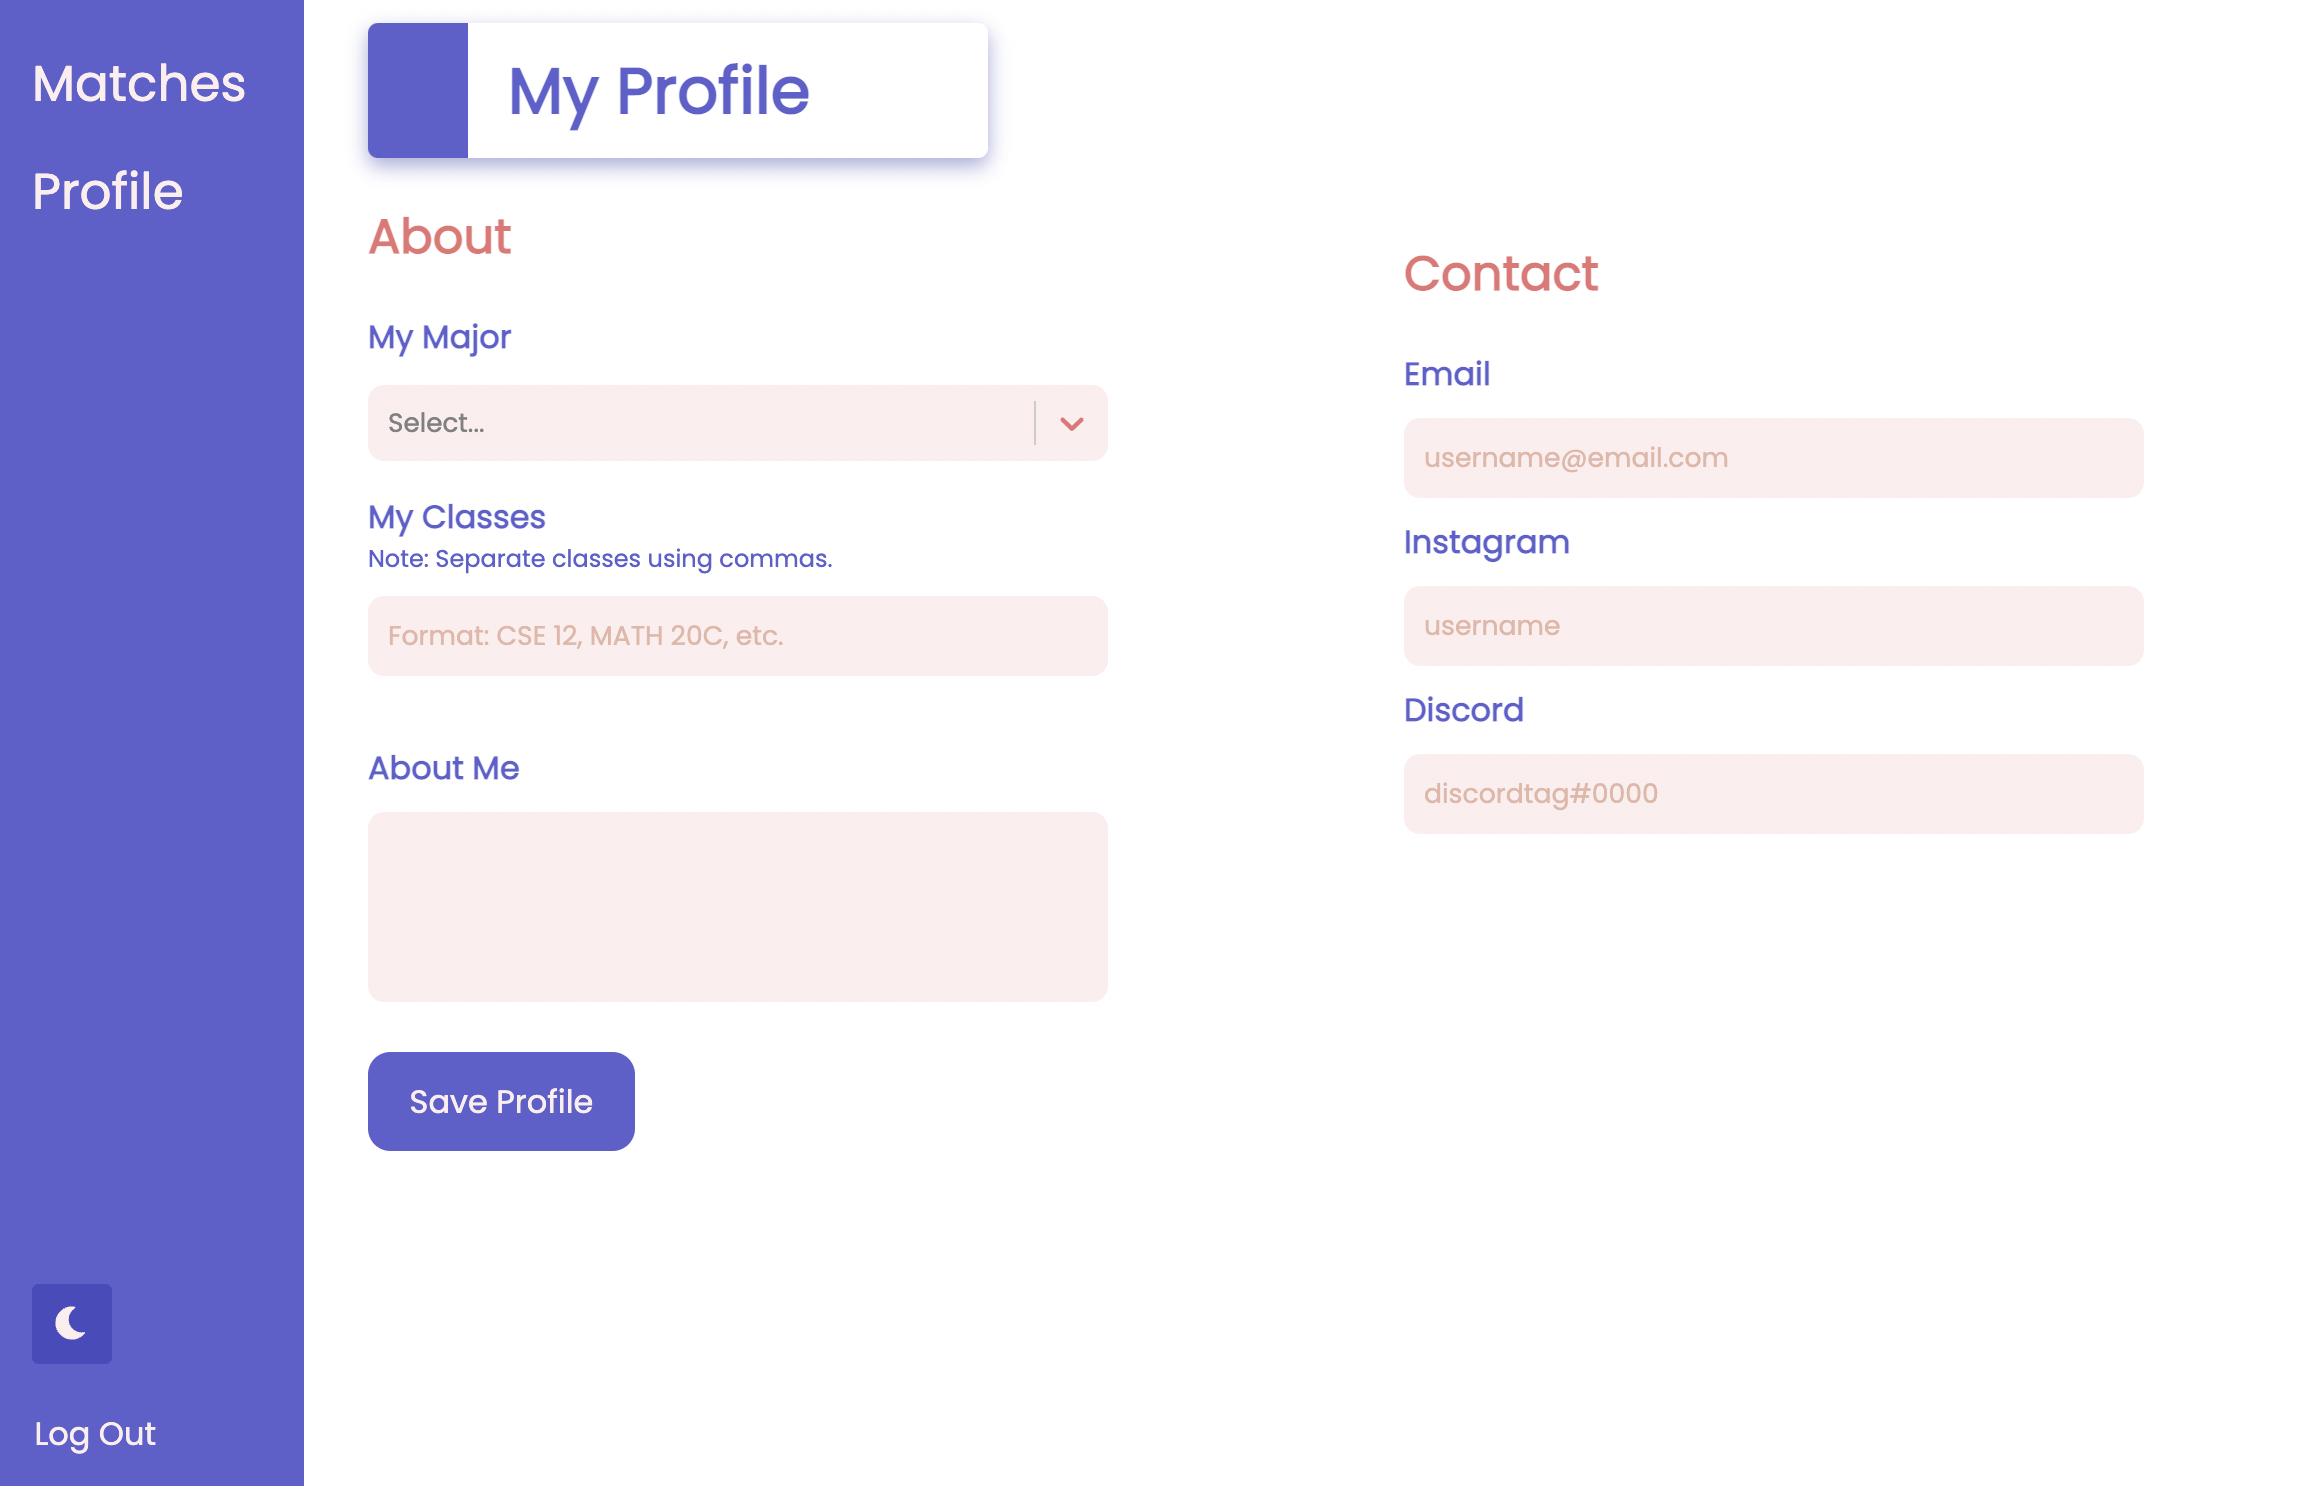 Matches
Profile
Log Out
My Profile
About
My Major
Select...
My Classes
Note: Separate classes using commas.
Format: CSE 12, MATH 20C, etc.
About Me
Save Profile
Contact
Email
username@email.com
Instagram
username
Discord
discordtag#0000